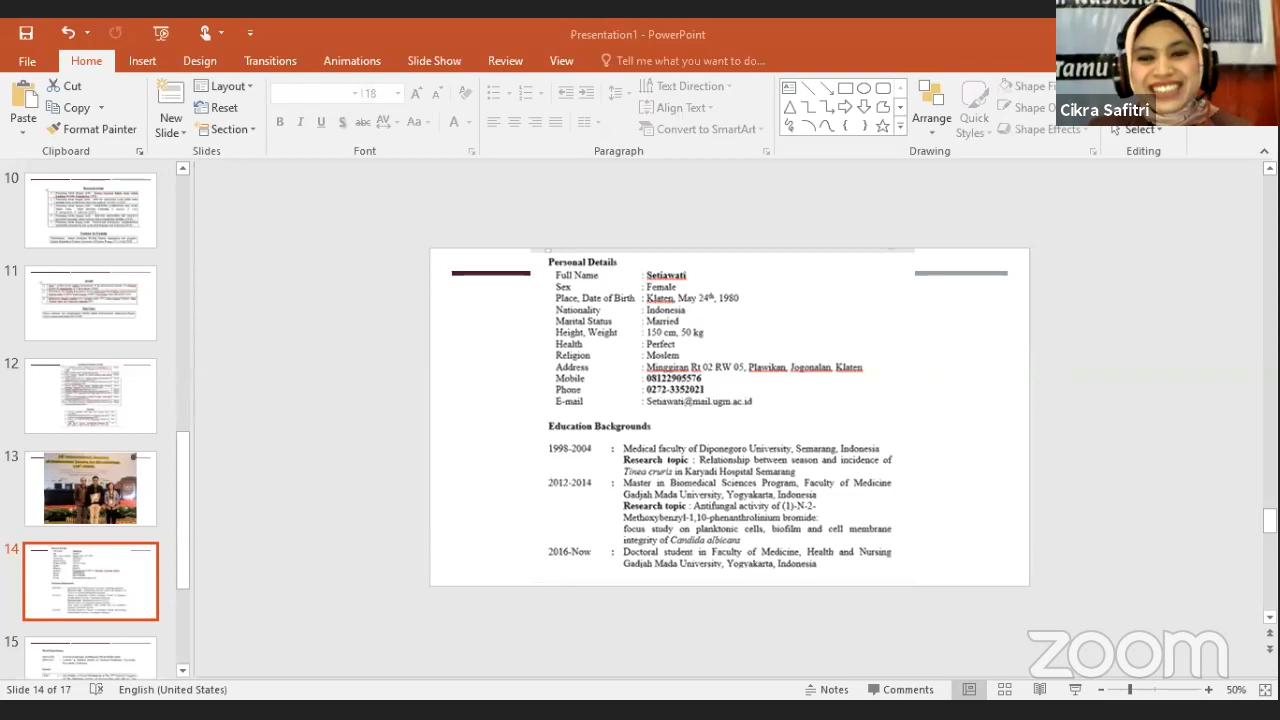 Presentation1 - PowerPoint
File Home Insert Design Transitions Animations Slide Show Review View Tell me what you want to do...
Paste
Cut
Copy
Format Painter
Clipboard
New Slide
Layout
Reset
Section
Slides
18
B I U S abc AV Aa A
Font
Text Direction
Align Text
Convert to SmartArt
Paragraph
Arrange
Quick Styles
Shape Fi
Shape O
Shape Effects
Drawing
Select
Editing
ramu
Cikra Safitri
10
11
12
13
14
15
Personal Details
Full Name : Setiawati
Sex : Female
Place, Date of Birth : Klaten, May 24th, 1980
Nationality : Indonesia
Marital Status : Married
Height, Weight : 150 cm, 50 kg
Health : Perfect
Religion : Moslem
Address : Minggiran Rt 02 RW 05, Plawikan, Jogonalan, Klaten
Mobile : 08122905576
Phone : 0272-3352021
E-mail : Setiawati@mail.ugm.ac.id
Education Backgrounds
1998-2004 : Medical faculty of Diponegoro University, Semarang, Indonesia
Research topic : Relationship between season and incidence of
Tinea cruris in Karyadi Hospital Semarang
2012-2014 : Master in Biomedical Sciences Program, Faculty of Medicine
Gadjah Mada University, Yogyakarta, Indonesia
Research topic : Antifungal activity of (1)-N-2-
Methoxybenzyl-1,10-phenanthrolinium bromide:
focus study on planktonic cells, biofilm and cell membrane
integrity of Candida albicans
2016-Now : Doctoral student in Faculty of Medicine, Health and Nursing
Gadjah Mada University, Yogyakarta, Indonesia
zoom
Slide 14 of 17 English (United States) Notes Comments 50%